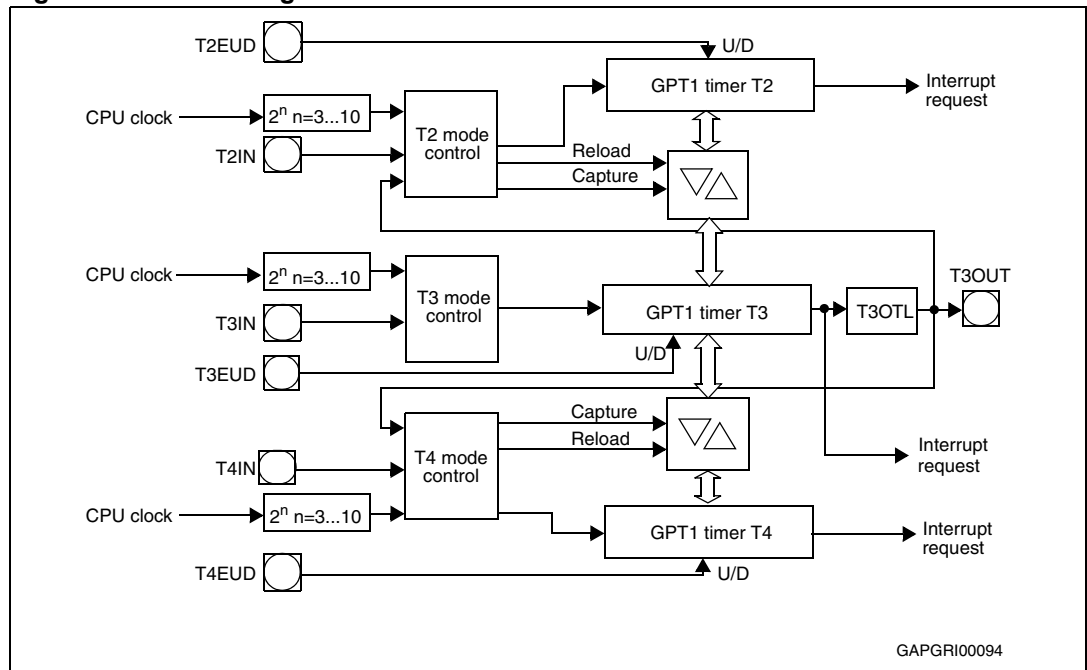 T2EUD
U/D
GPT1 timer T2
Interrupt
request
CPU clock
2ⁿ n=3...10
T2 mode
control
T2IN
Reload
Capture
CPU clock
2ⁿ n=3...10
T3 mode
control
T3IN
GPT1 timer T3
T3OTL
T3OUT
U/D
T3EUD
Capture
Reload
T4 mode
control
T4IN
Interrupt
request
CPU clock
2ⁿ n=3...10
GPT1 timer T4
Interrupt
request
T4EUD
U/D
GAPGRI00094